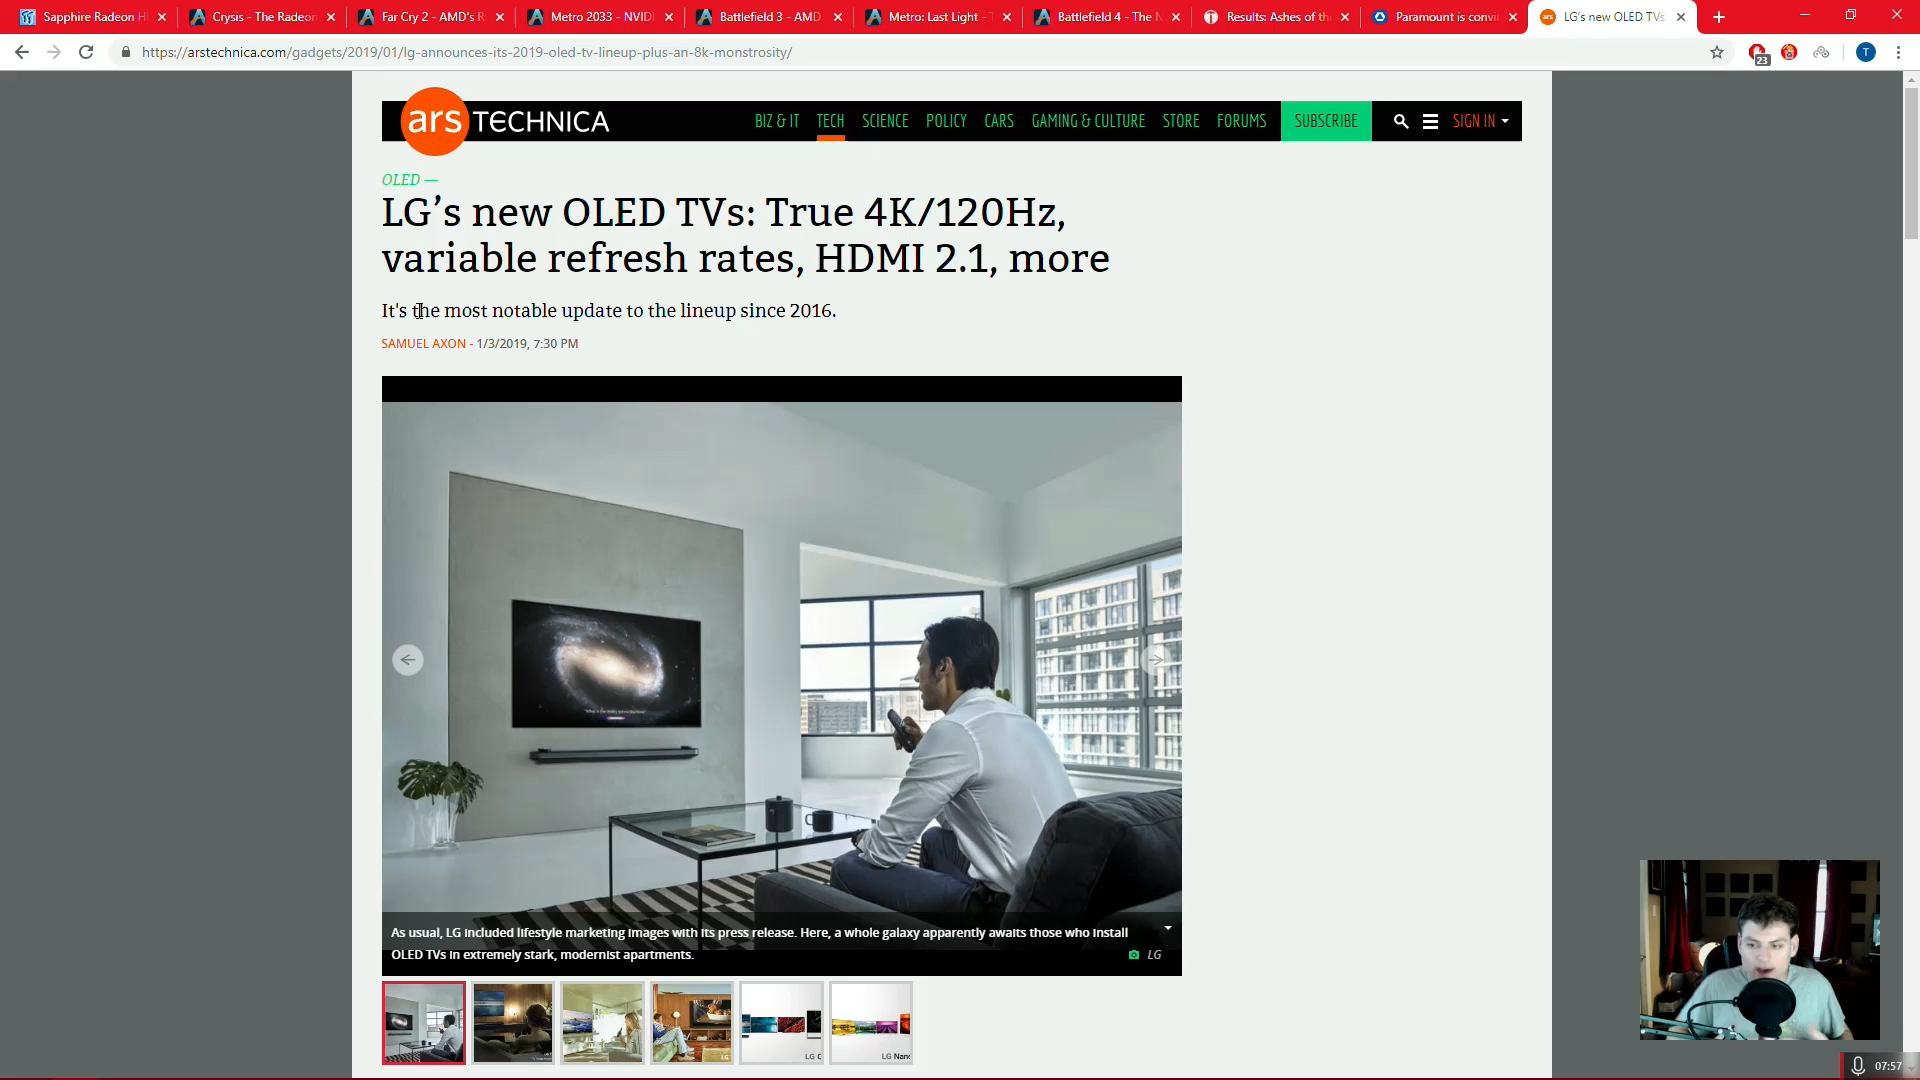 Sapphire Radeon H
Crysis - The Radeon
Far Cry 2 - AMD's R
Metro 2033 - NVIDI
Battlefield 3 - AMD
Metro: Last Light -
Battlefield 4 - The N
Results: Ashes of th
Paramount is convi
LG's new OLED TVs:
https://arstechnica.com/gadgets/2019/01/lg-announces-its-2019-oled-tv-lineup-plus-an-8k-monstrosity/
23
T
ars TECHNICA
BIZ & IT TECH SCIENCE POLICY CARS GAMING & CULTURE STORE FORUMS SUBSCRIBE SIGN IN
OLED —
LG's new OLED TVs: True 4K/120Hz,
variable refresh rates, HDMI 2.1, more
It's the most notable update to the lineup since 2016.
SAMUEL AXON - 1/3/2019, 7:30 PM
As usual, LG included lifestyle marketing images with its press release. Here, a whole galaxy apparently awaits those who install
OLED TVs in extremely stark, modernist apartments.
LG
LG
LG C
LG Nano
07:57